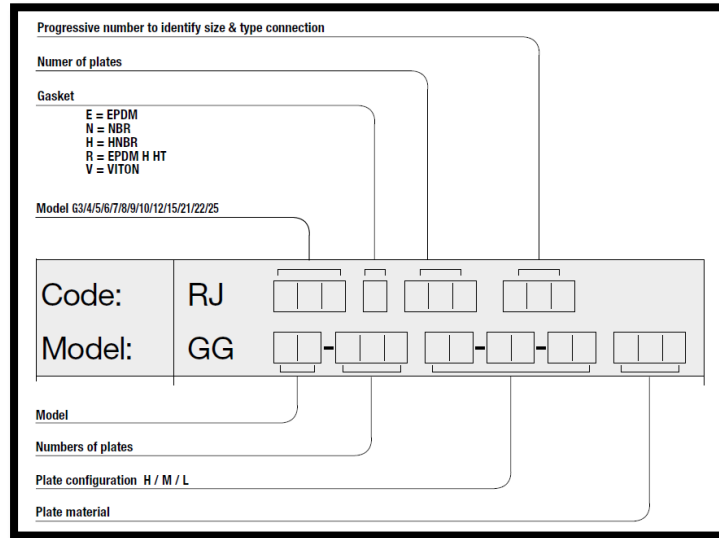 Progressive number to identify size & type connection
Numer of plates
Gasket
E = EPDM
N = NBR
H = HNBR
R = EPDM H HT
V = VITON
Model G3/4/5/6/7/8/9/10/12/15/21/22/25
Code: RJ
Model: GG - - -
Model
Numbers of plates
Plate configuration H / M / L
Plate material